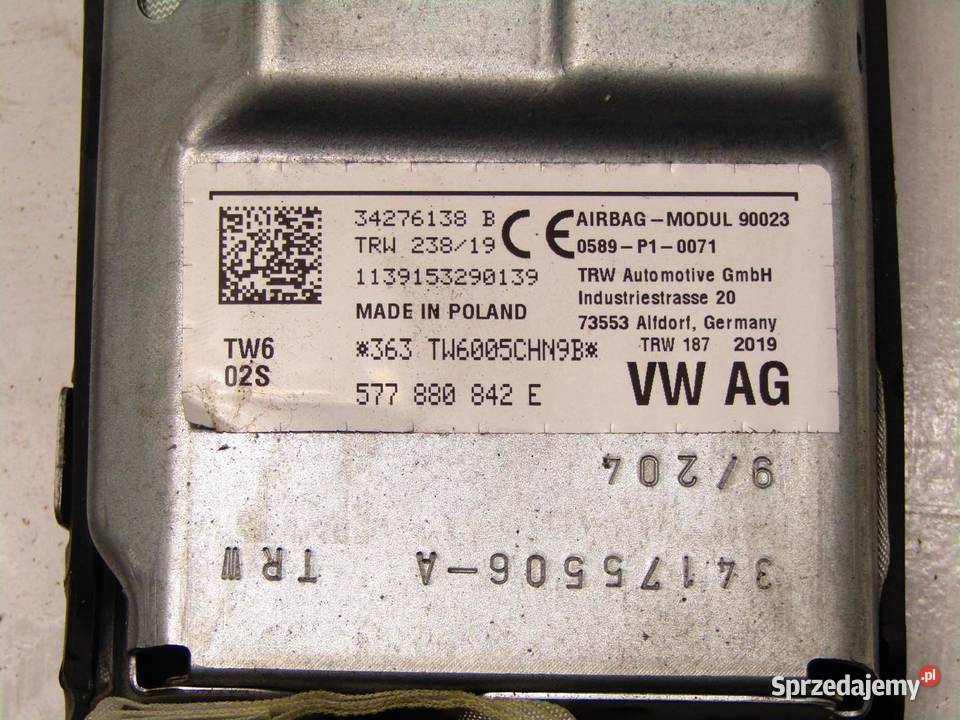 34276138 B
TRW 238/19
1139153290139
MADE IN POLAND
CE
AIRBAG-MODUL 90023
0589-P1-0071
TRW Automotive GmbH
Industriestrasse 20
73553 Alfdorf, Germany
TRW 187 2019
TW6
02S
*363 TW6005CHN9B*
577 880 842 E
VW AG
9/204
34175506-A TRW
Sprzedajemy.pl